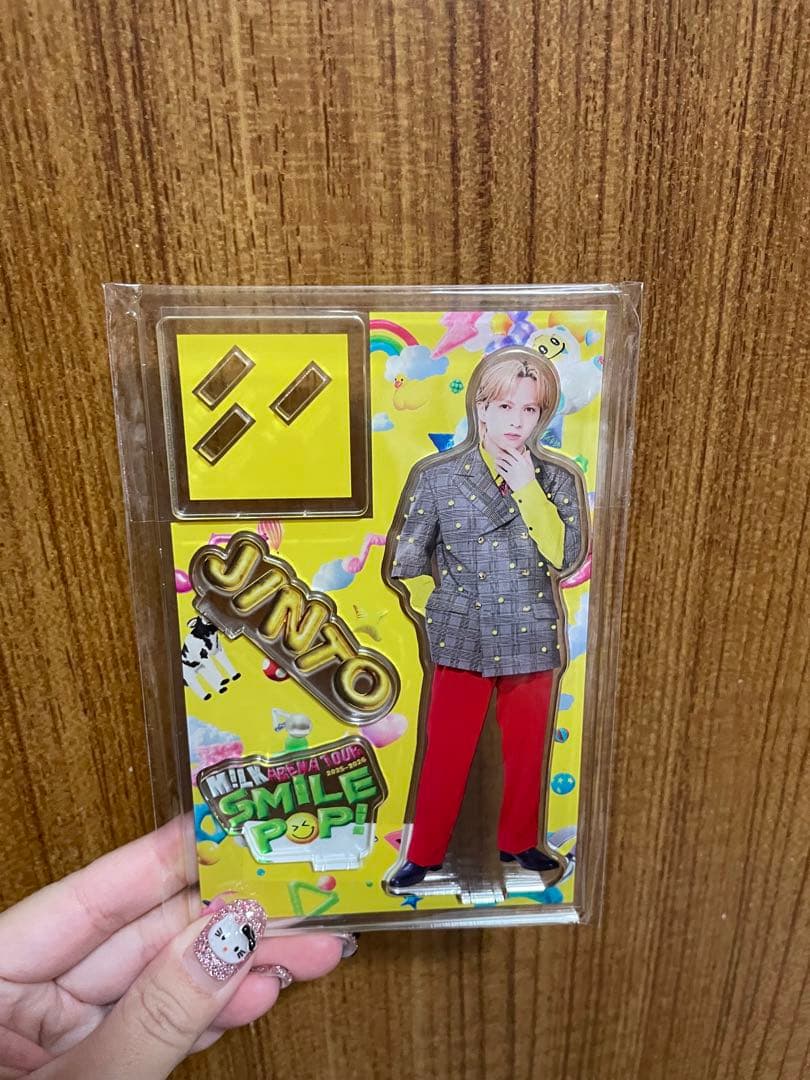 JINTO
M!LK ARENA TOUR
2025-2026
SMILE
POP!